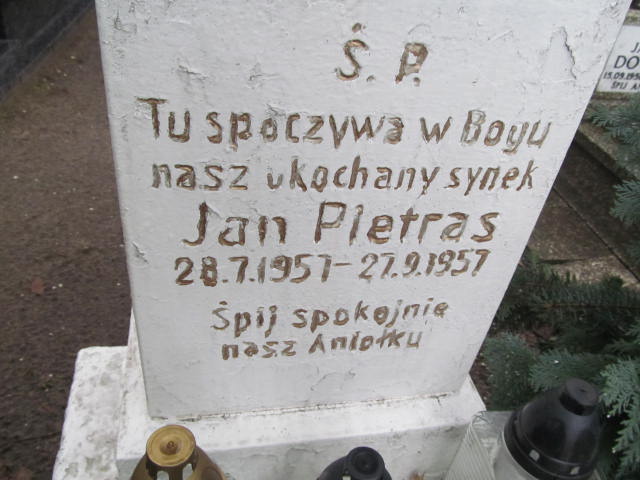 Ś. P.
Tu spoczywa w Bogu
nasz ukochany synek
Jan Pietras
28.7.1957 - 27.9.1957
Śpij spokojnie
nasz Aniołku